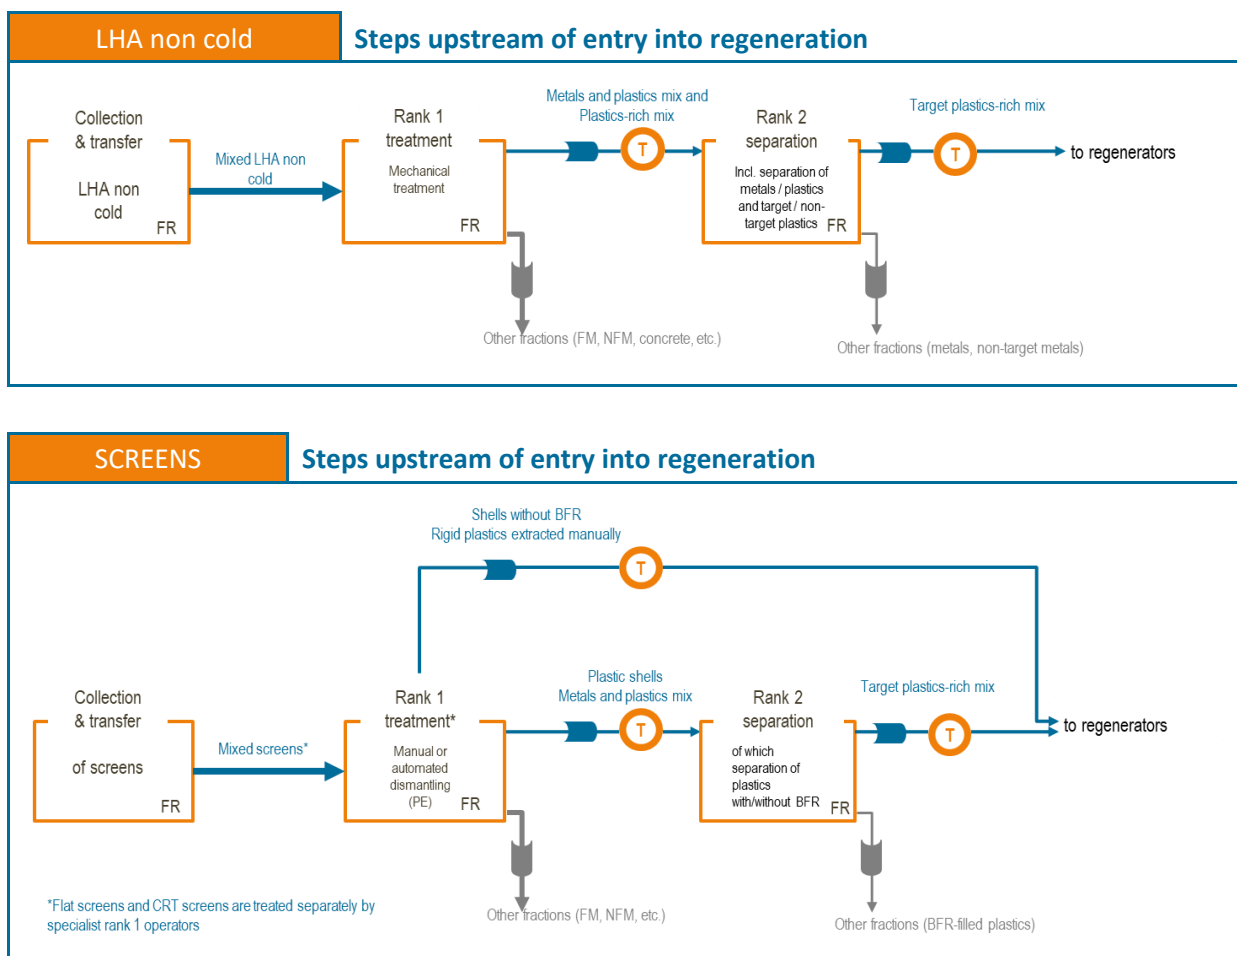 LHA non cold
Steps upstream of entry into regeneration
Collection
& transfer
LHA non
cold
FR
Mixed LHA non
cold
Rank 1
treatment
Mechanical
treatment
FR
Metals and plastics mix and
Plastics-rich mix
T
Rank 2
separation
Incl. separation of
metals / plastics
and target / non-
target plastics
FR
Target plastics-rich mix
T
to regenerators
Other fractions (FM, NFM, concrete, etc.)
Other fractions (metals, non-target metals)
SCREENS
Steps upstream of entry into regeneration
Shells without BFR
Rigid plastics extracted manually
T
Collection
& transfer
of screens
FR
Mixed screens*
Rank 1
treatment*
Manual or
automated
dismantling
(PE)
FR
Plastic shells
Metals and plastics mix
T
Rank 2
separation
of which
separation of
plastics
with/without BFR
FR
Target plastics-rich mix
T
to regenerators
*Flat screens and CRT screens are treated separately by
specialist rank 1 operators
Other fractions (FM, NFM, etc.)
Other fractions (BFR-filled plastics)